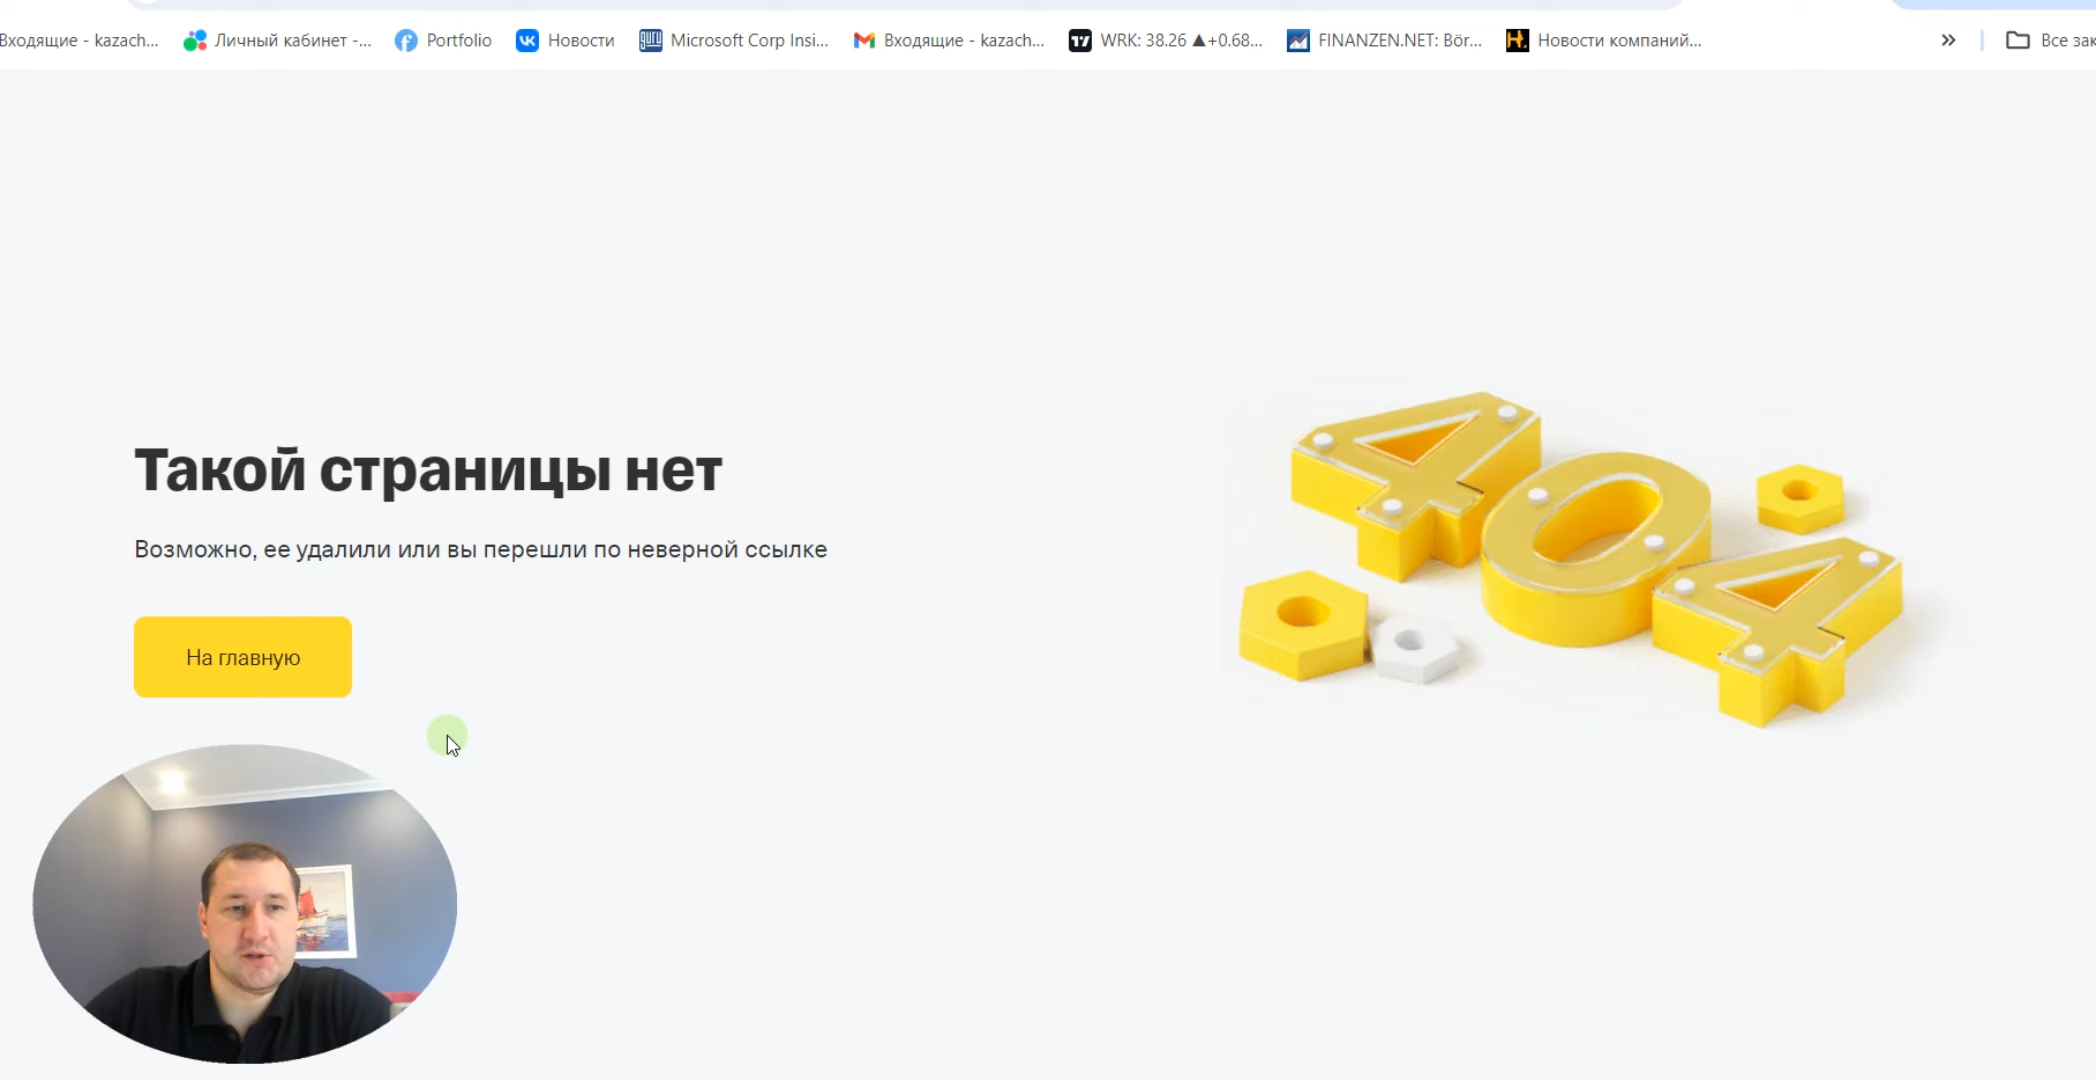 Входящие - kazach... Личный кабинет -... Portfolio Новости Microsoft Corp Insi... Входящие - kazach... WRK: 38.26 ▲+0.68... FINANZEN.NET: Bör... Новости компаний... » Все зак
404
Такой страницы нет
Возможно, ее удалили или вы перешли по неверной ссылке
На главную